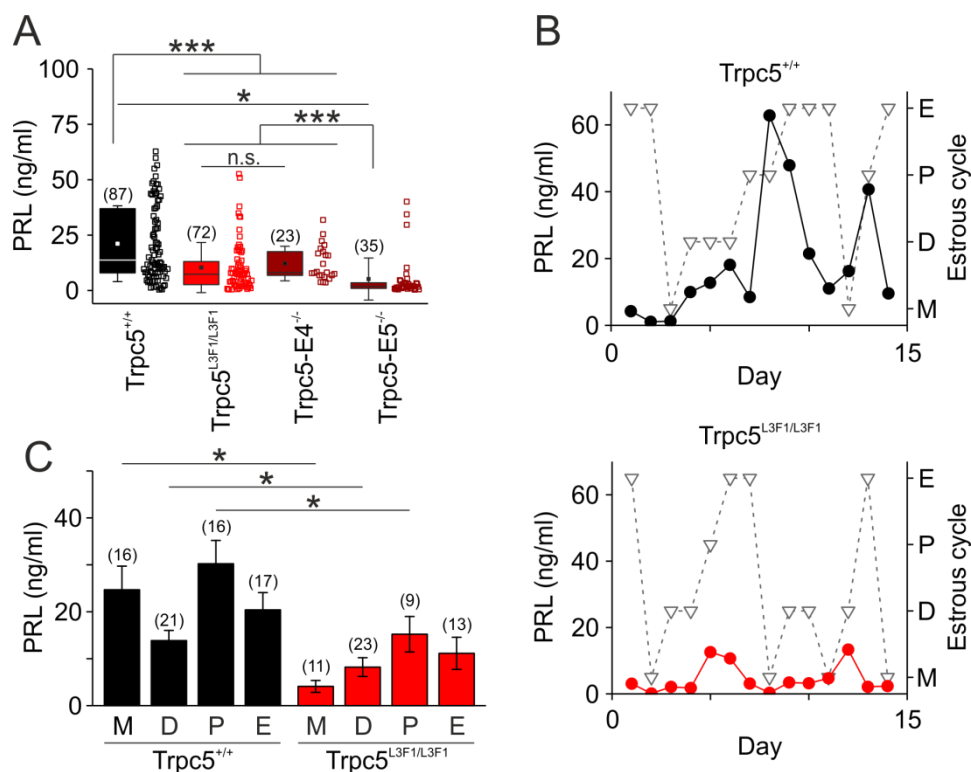 A
***
*
***
n.s.
PRL (ng/ml)
100
75
50
25
0
(87)
(72)
(23)
(35)
Trpc5+/+
Trpc5L3F1/L3F1
Trpc5-E4-/-
Trpc5-E5-/-
B
Trpc5+/+
PRL (ng/ml)
60
40
20
0
E
P
D
M
Estrous cycle
0
15
Day
Trpc5L3F1/L3F1
PRL (ng/ml)
60
40
20
0
E
P
D
M
Estrous cycle
0
15
Day
C
*
*
*
PRL (ng/ml)
40
20
0
(16)
(21)
(16)
(17)
(11)
(23)
(9)
(13)
M D P E M D P E
Trpc5+/+ Trpc5L3F1/L3F1